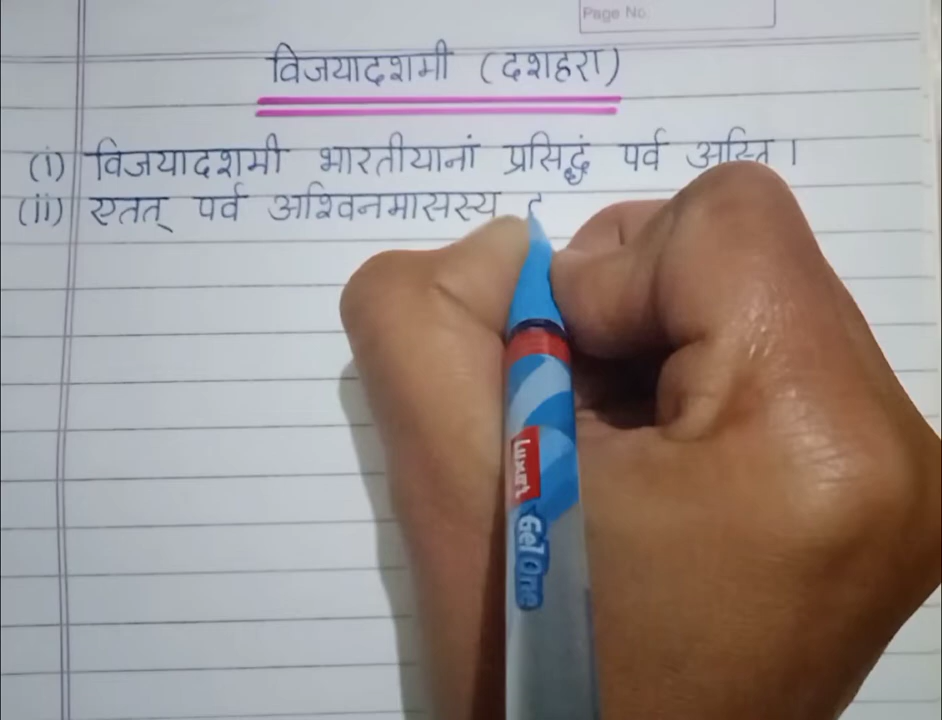 Page No.
विजयादशमी (दशहरा)
(i) विजयादशमी भारतीयानां प्रसिद्धं पर्व अस्ति ।
(ii) एतत् पर्व अश्विनमासस्य
Luxor
Gel One